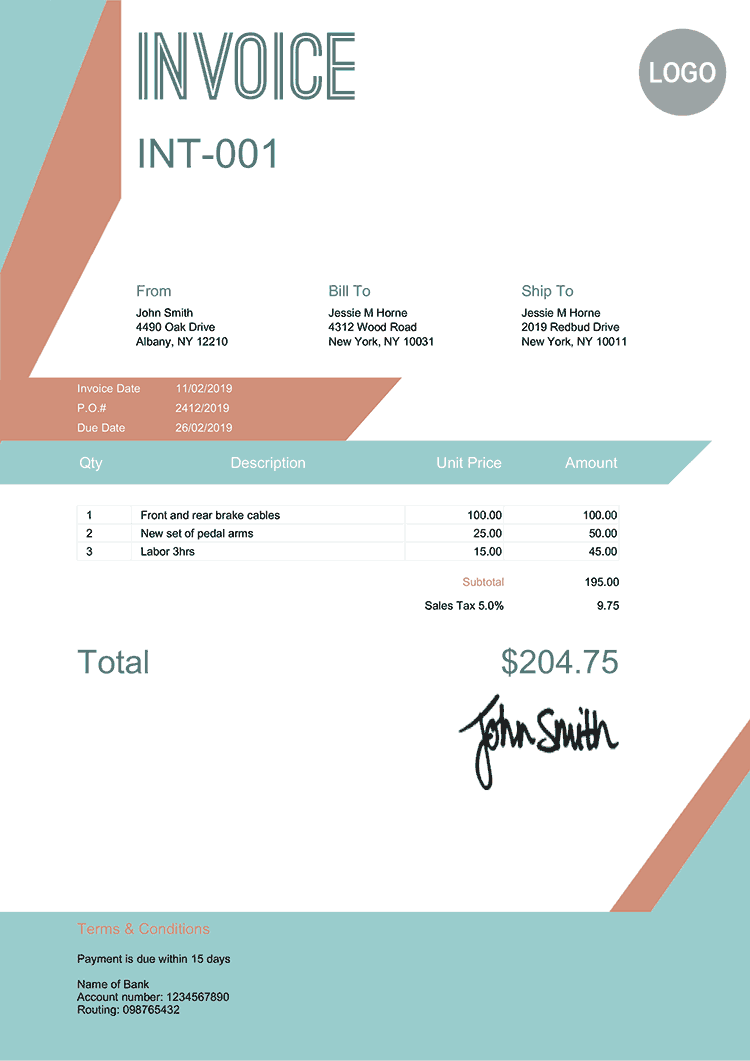 INVOICE
LOGO
INT-001
From
John Smith
4490 Oak Drive
Albany, NY 12210
Bill To
Jessie M Horne
4312 Wood Road
New York, NY 10031
Ship To
Jessie M Horne
2019 Redbud Drive
New York, NY 10011
Invoice Date 11/02/2019
P.O.# 2412/2019
Due Date 26/02/2019
Qty Description Unit Price Amount
1 Front and rear brake cables 100.00 100.00
2 New set of pedal arms 25.00 50.00
3 Labor 3hrs 15.00 45.00
Subtotal 195.00
Sales Tax 5.0% 9.75
Total $204.75
John Smith
Terms & Conditions
Payment is due within 15 days
Name of Bank
Account number: 1234567890
Routing: 098765432